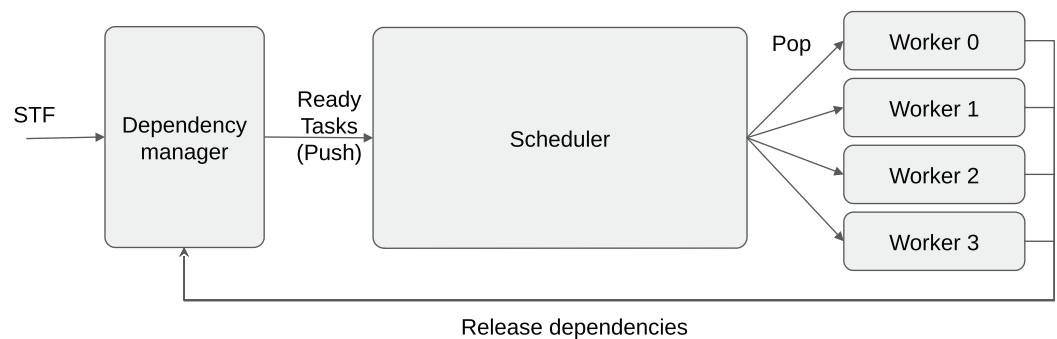 STF
Dependency
manager
Ready
Tasks
(Push)
Scheduler
Pop
Worker 0
Worker 1
Worker 2
Worker 3
Release dependencies